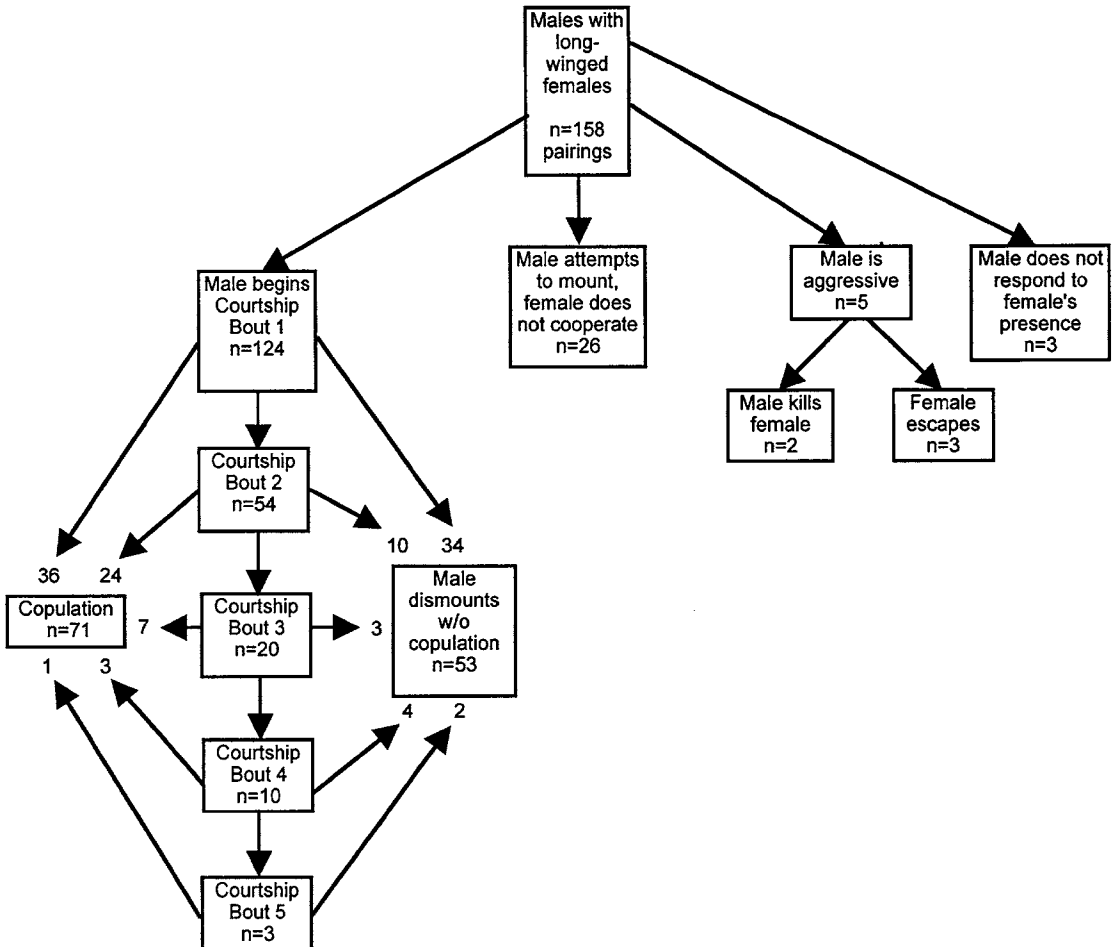 Males with
long-
winged
females
n=158
pairings
Male attempts
to mount,
female does
not cooperate
n=26
Male is
aggressive
n=5
Male does not
respond to
female's
presence
n=3
Male kills
female
n=2
Female
escapes
n=3
Male begins
Courtship
Bout 1
n=124
Courtship
Bout 2
n=54
10 34
36 24
Copulation
n=71
7
Courtship
Bout 3
n=20
3
Male
dismounts
w/o
copulation
n=53
1 3
4 2
Courtship
Bout 4
n=10
Courtship
Bout 5
n=3